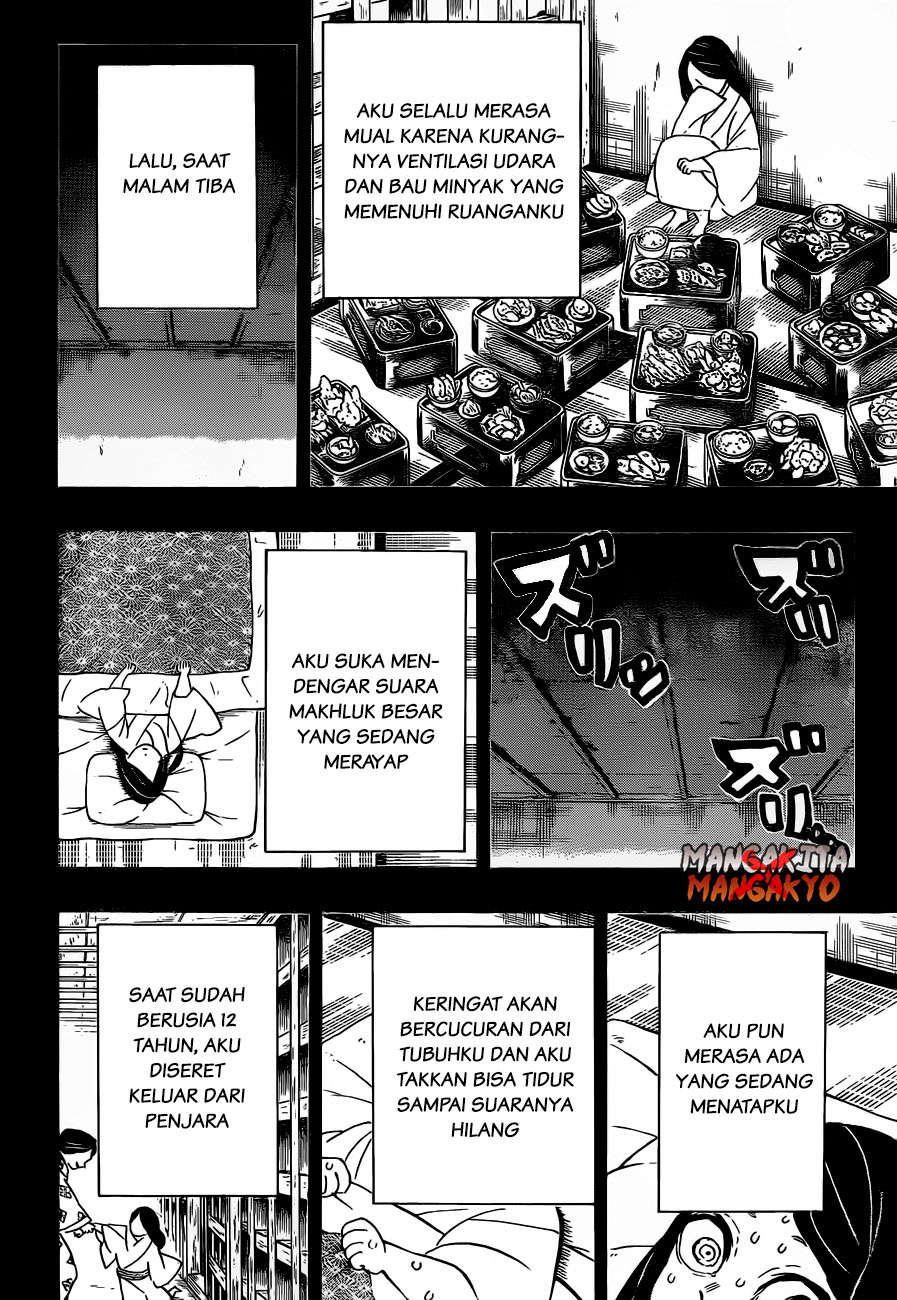 AKU SELALU MERASA
MUAL KARENA KURANG-
NYA VENTILASI UDARA
DAN BAU MINYAK YANG
MEMENUHI RUANGANKU
LALU, SAAT
MALAM TIBA
ズ
ズ
ズ
AKU SUKA MEN-
DENGAR SUARA
MAKHLUK BESAR
YANG SEDANG
MERAYAP
MANGAKITA
MANGAKYO
AKU PUN
MERASA ADA
YANG SEDANG
MENATAPKU
KERINGAT AKAN
BERCUCURAN DARI
TUBUHKU DAN AKU
TAKKAN BISA TIDUR
SAMPAI SUARANYA
HILANG
SAAT SUDAH
BERUSIA 12
TAHUN, AKU
DISERET
KELUAR DARI
PENJARA